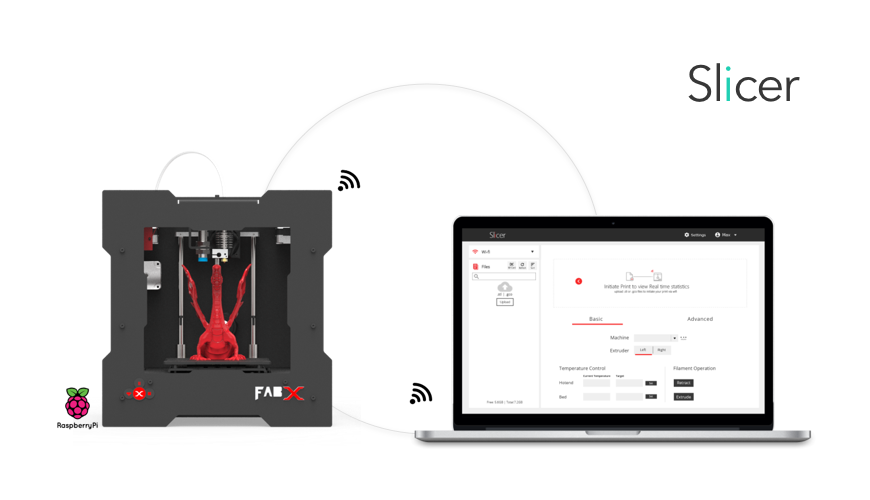 Slicer
Slicer
Settings
Wi-Fi
Files
Upload
Initiate Print to view Real time statistics
Basic
Advanced
Machine
Extruder
Left
Right
Temperature Control
Filament Operation
Current Temperature
Target
Hotend
Retract
Bed
Extrude
FABX
RaspberryPi